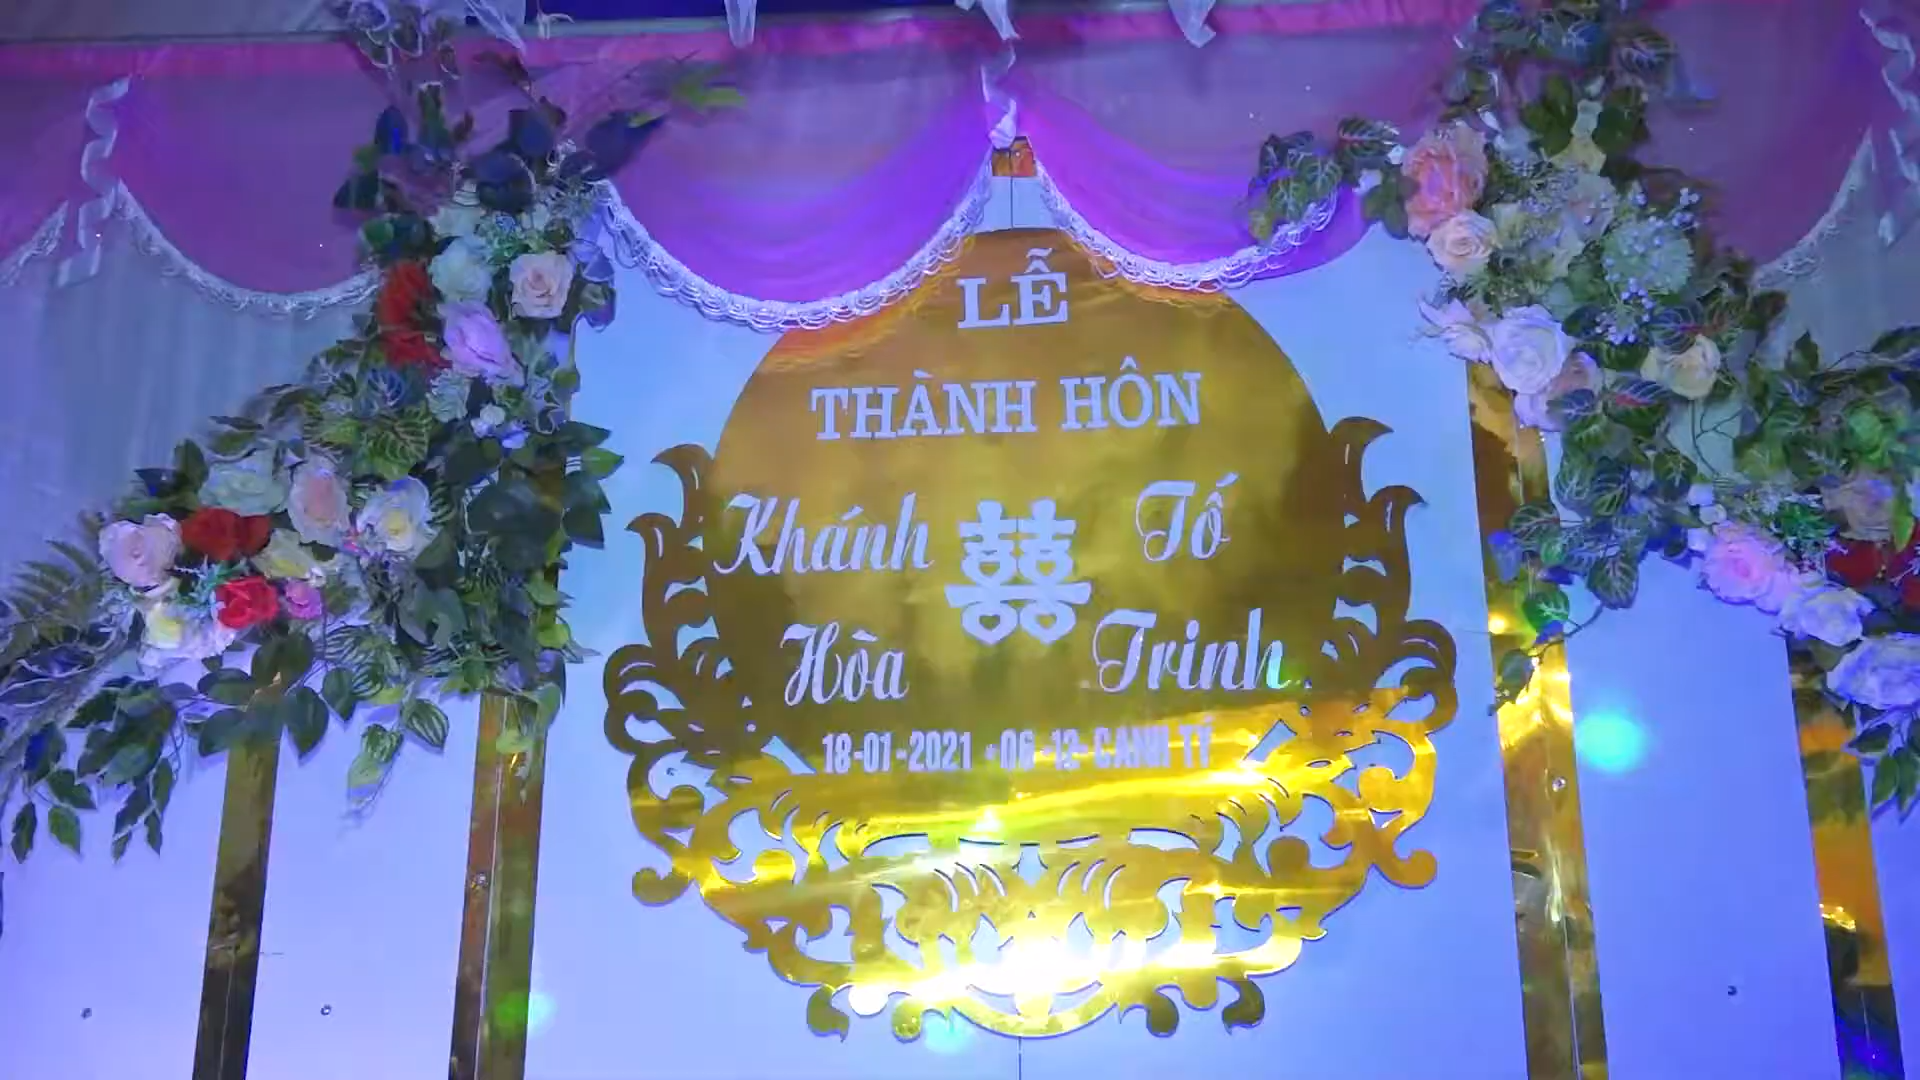 LỄ
THÀNH HÔN
Khánh 囍 Tố
Hòa Trinh
18-01-2021 +06-12- CANH TÝ